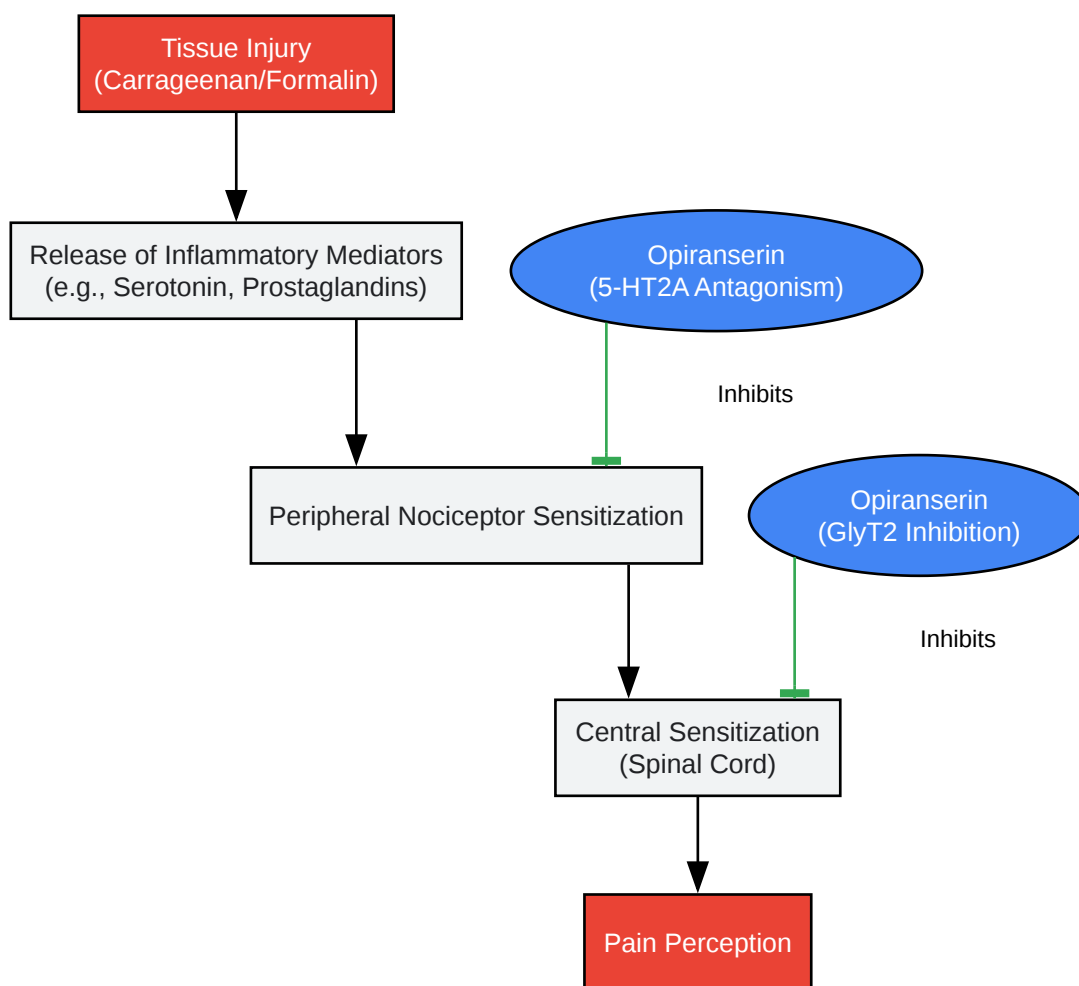 Tissue Injury
(Carrageenan/Formalin)
Release of Inflammatory Mediators
(e.g., Serotonin, Prostaglandins)
Opiranserin
(5-HT2A Antagonism)
Inhibits
Peripheral Nociceptor Sensitization
Opiranserin
(GlyT2 Inhibition)
Inhibits
Central Sensitization
(Spinal Cord)
Pain Perception